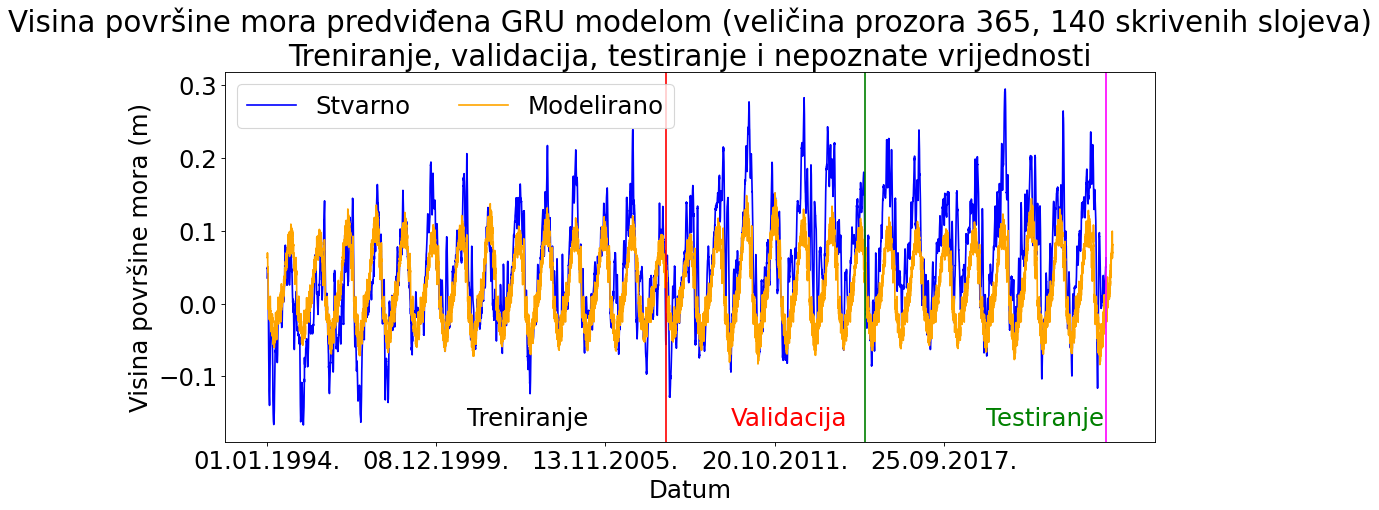 Visina površine mora predviđena GRU modelom (veličina prozora 365, 140 skrivenih slojeva)
Treniranje, validacija, testiranje i nepoznate vrijednosti
Stvarno
Modelirano
Visina površine mora (m)
0.3
0.2
0.1
0.0
−0.1
Treniranje
Validacija
Testiranje
01.01.1994.
08.12.1999.
13.11.2005.
20.10.2011.
25.09.2017.
Datum